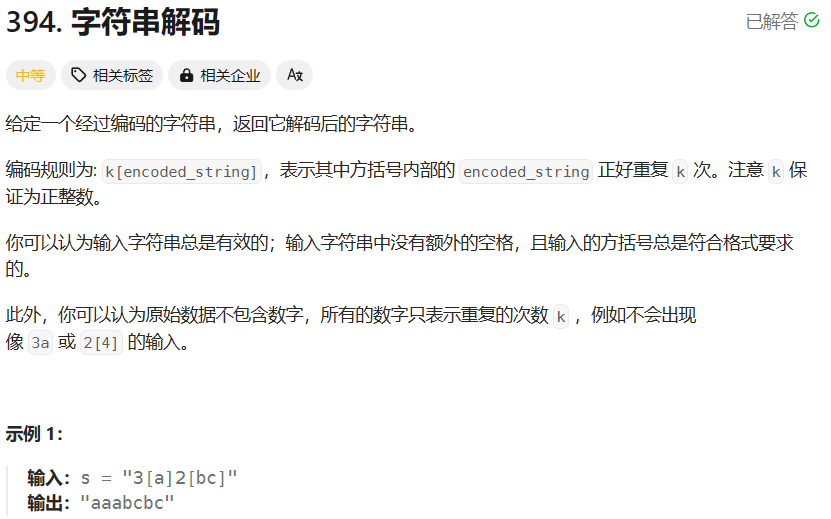 394. 字符串解码
已解答
中等 相关标签 相关企业
给定一个经过编码的字符串，返回它解码后的字符串。
编码规则为: k[encoded_string]，表示其中方括号内部的 encoded_string 正好重复 k 次。注意 k 保
证为正整数。
你可以认为输入字符串总是有效的；输入字符串中没有额外的空格，且输入的方括号总是符合格式要求
的。
此外，你可以认为原始数据不包含数字，所有的数字只表示重复的次数 k ，例如不会出现
像 3a 或 2[4] 的输入。
示例 1：
输入：s = "3[a]2[bc]"
输出："aaabcbc"